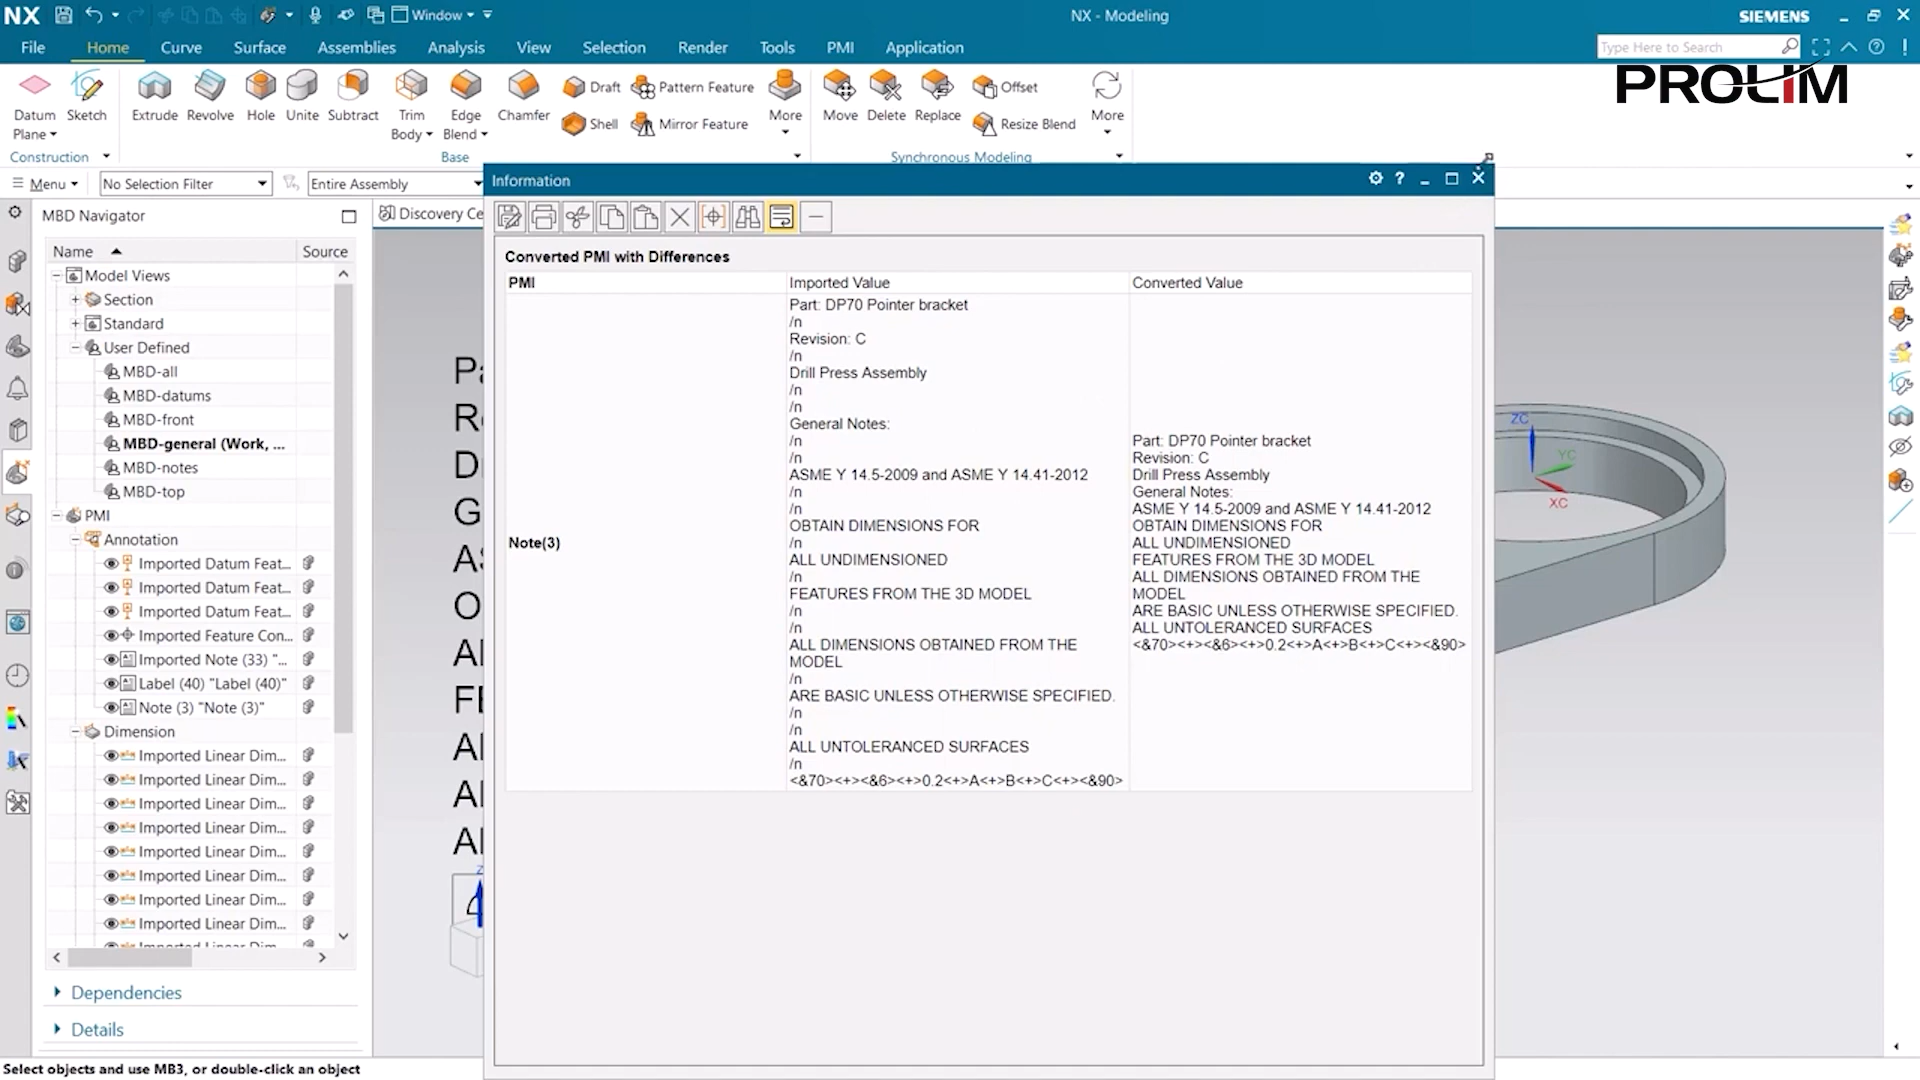 NX
Window
NX - Modeling
SIEMENS
File
Home
Curve
Surface
Assemblies
Analysis
View
Selection
Render
Tools
PMI
Application
Type Here to Search
PROLIM
Datum Plane
Sketch
Extrude
Revolve
Hole
Unite
Subtract
Trim Body
Edge Blend
Chamfer
Draft
Shell
Pattern Feature
Mirror Feature
More
Move
Delete
Replace
Offset
Resize Blend
More
Construction
Base
Synchronous Modeling
Menu
No Selection Filter
Entire Assembly
MBD Navigator
Discovery Ce
Name
Source
Model Views
Section
Standard
User Defined
MBD-all
MBD-datums
MBD-front
MBD-general (Work, ...
MBD-notes
MBD-top
PMI
Annotation
Imported Datum Feat...
Imported Datum Feat...
Imported Datum Feat...
Imported Feature Con...
Imported Note (33) "...
Label (40) "Label (40)"
Note (3) "Note (3)"
Dimension
Imported Linear Dim...
Imported Linear Dim...
Imported Linear Dim...
Imported Linear Dim...
Imported Linear Dim...
Imported Linear Dim...
Imported Linear Dim...
Imported Linear Dim...
Dependencies
Details
Select objects and use MB3, or double-click an object
Information
Converted PMI with Differences
PMI
Imported Value
Converted Value
Note(3)
Part: DP70 Pointer bracket
/n
Revision: C
/n
Drill Press Assembly
/n
/n
General Notes:
/n
/n
ASME Y 14.5-2009 and ASME Y 14.41-2012
/n
/n
OBTAIN DIMENSIONS FOR
/n
ALL UNDIMENSIONED
/n
FEATURES FROM THE 3D MODEL
/n
/n
ALL DIMENSIONS OBTAINED FROM THE
MODEL
/n
ARE BASIC UNLESS OTHERWISE SPECIFIED.
/n
/n
ALL UNTOLERANCED SURFACES
/n
<&70><+><&6><+>0.2<+>A<+>B<+>C<+><&90>
Part: DP70 Pointer bracket
Revision: C
Drill Press Assembly
General Notes:
ASME Y 14.5-2009 and ASME Y 14.41-2012
OBTAIN DIMENSIONS FOR
ALL UNDIMENSIONED
FEATURES FROM THE 3D MODEL
ALL DIMENSIONS OBTAINED FROM THE
MODEL
ARE BASIC UNLESS OTHERWISE SPECIFIED.
ALL UNTOLERANCED SURFACES
<&70><+><&6><+>0.2<+>A<+>B<+>C<+><&90>
ZC
YC
XC